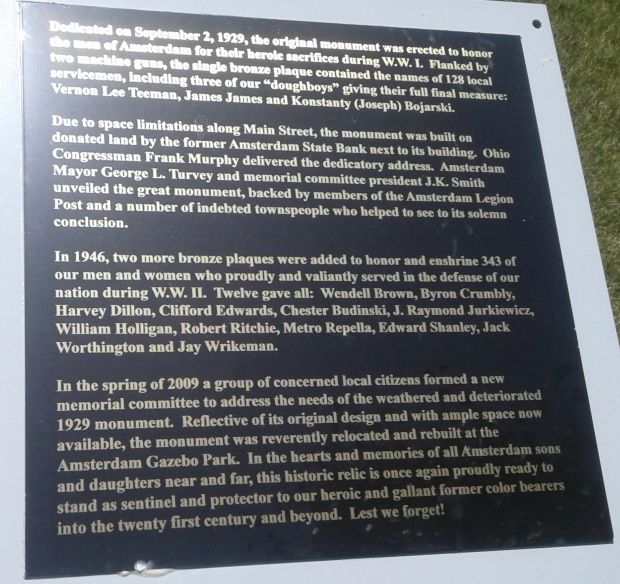 Dedicated on September 2, 1929, the original monument was erected to honor
the men of Amsterdam for their heroic sacrifices during W.W. I.  Flanked by
two machine guns, the single bronze plaque contained the names of 128 local
servicemen, including three of our “doughboys” giving their full final measure:
Vernon Lee Teeman, James James and Konstanty (Joseph) Bojarski.
Due to space limitations along Main Street, the monument was built on
donated land by the former Amsterdam State Bank next to its building.  Ohio
Congressman Frank Murphy delivered the dedicatory address.  Amsterdam
Mayor George L. Turvey and memorial committee president J.K. Smith
unveiled the great monument, backed by members of the Amsterdam Legion
Post and a number of indebted townspeople who helped to see to its solemn
conclusion.
In 1946, two more bronze plaques were added to honor and enshrine 343 of
our men and women who proudly and valiantly served in the defense of our
nation during W.W. II.  Twelve gave all:  Wendell Brown, Byron Crumbly,
Harvey Dillon, Clifford Edwards, Chester Budinski, J. Raymond Jurkiewicz,
William Holligan, Robert Ritchie, Metro Repella, Edward Shanley, Jack
Worthington and Jay Wrikeman.
In the spring of 2009 a group of concerned local citizens formed a new
memorial committee to address the needs of the weathered and deteriorated
1929 monument.  Reflective of its original design and with ample space now
available, the monument was reverently relocated and rebuilt at the
Amsterdam Gazebo Park.  In the hearts and memories of all Amsterdam sons
and daughters near and far, this historic relic is once again proudly ready to
stand as sentinel and protector to our heroic and gallant former color bearers
into the twenty first century and beyond.  Lest we forget!